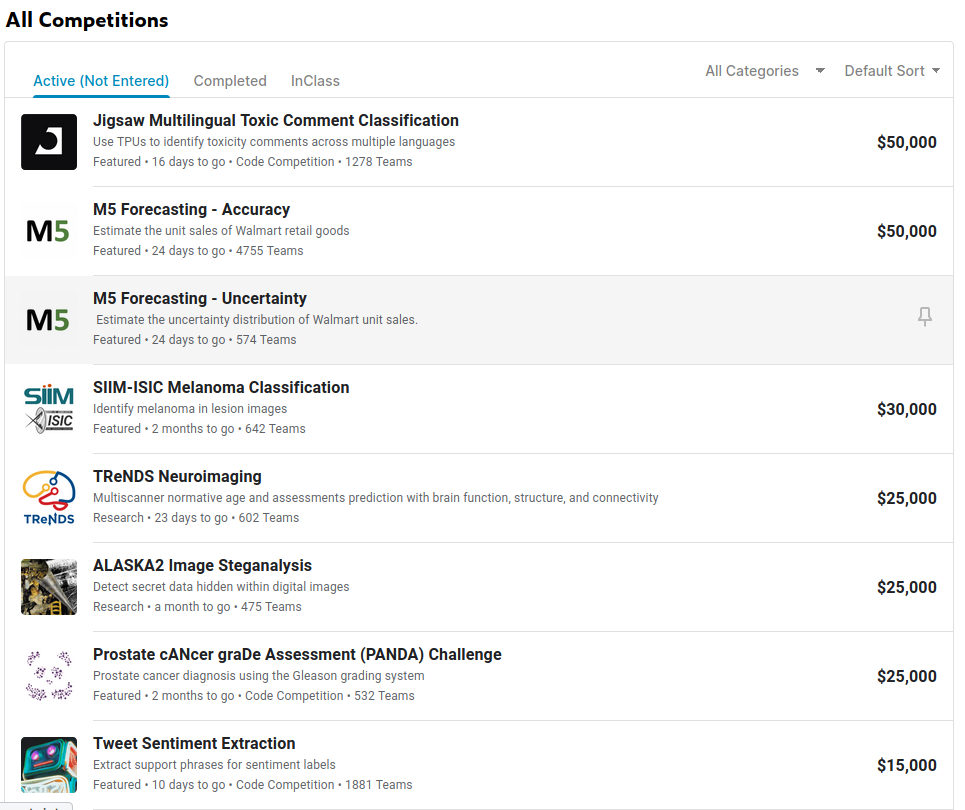 All Competitions
Active (Not Entered) Completed InClass All Categories Default Sort
Jigsaw Multilingual Toxic Comment Classification
Use TPUs to identify toxicity comments across multiple languages
Featured • 16 days to go • Code Competition • 1278 Teams
$50,000
M5
M5 Forecasting - Accuracy
Estimate the unit sales of Walmart retail goods
Featured • 24 days to go • 4755 Teams
$50,000
M5
M5 Forecasting - Uncertainty
Estimate the uncertainty distribution of Walmart unit sales.
Featured • 24 days to go • 574 Teams
SIIM
ISIC
SIIM-ISIC Melanoma Classification
Identify melanoma in lesion images
Featured • 2 months to go • 642 Teams
$30,000
TReNDS
TReNDS Neuroimaging
Multiscanner normative age and assessments prediction with brain function, structure, and connectivity
Research • 23 days to go • 602 Teams
$25,000
ALASKA2 Image Steganalysis
Detect secret data hidden within digital images
Research • a month to go • 475 Teams
$25,000
Prostate cANcer graDe Assessment (PANDA) Challenge
Prostate cancer diagnosis using the Gleason grading system
Featured • 2 months to go • Code Competition • 532 Teams
$25,000
Tweet Sentiment Extraction
Extract support phrases for sentiment labels
Featured • 10 days to go • Code Competition • 1881 Teams
$15,000